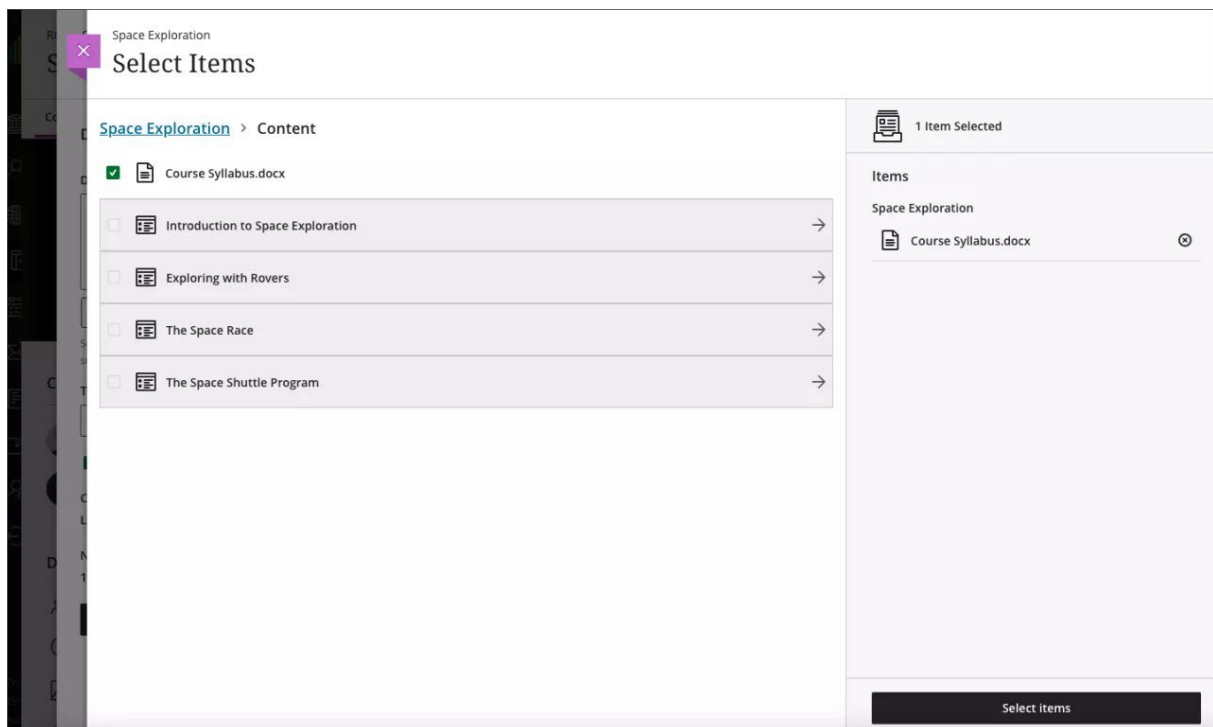 Space Exploration
Select Items
Space Exploration > Content
Course Syllabus.docx
Introduction to Space Exploration
Exploring with Rovers
The Space Race
The Space Shuttle Program
1 Item Selected
Items
Space Exploration
Course Syllabus.docx
Select items